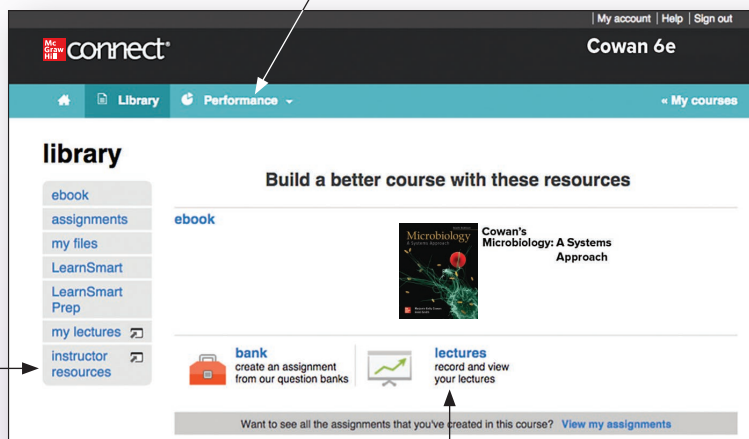 My account | Help | Sign out
Mc Graw Hill connect®
Cowan 6e
Library
Performance
« My courses
library
Build a better course with these resources
ebook
assignments
my files
LearnSmart
LearnSmart
Prep
my lectures
instructor
resources
ebook
Microbiology
A Systems Approach
Cowan's
Microbiology: A Systems
Approach
bank
create an assignment
from our question banks
lectures
record and view
your lectures
Want to see all the assignments that you've created in this course? View my assignments